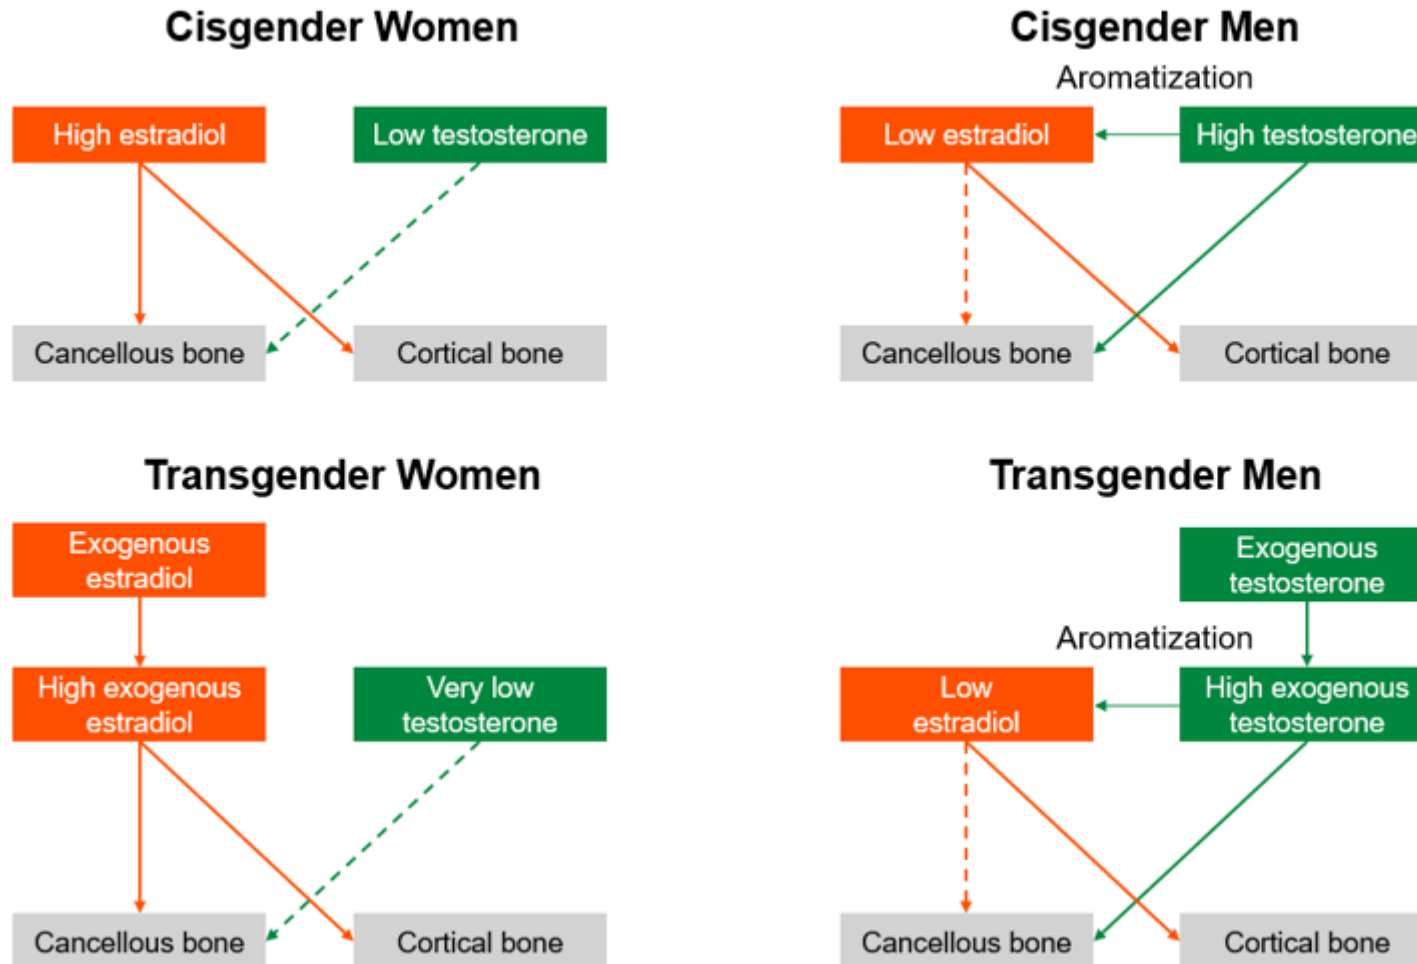 Cisgender Women
High estradiol
Low testosterone
Cancellous bone
Cortical bone
Cisgender Men
Aromatization
Low estradiol
High testosterone
Cancellous bone
Cortical bone
Transgender Women
Exogenous
estradiol
High exogenous
estradiol
Very low
testosterone
Cancellous bone
Cortical bone
Transgender Men
Exogenous
testosterone
Aromatization
Low
estradiol
High exogenous
testosterone
Cancellous bone
Cortical bone